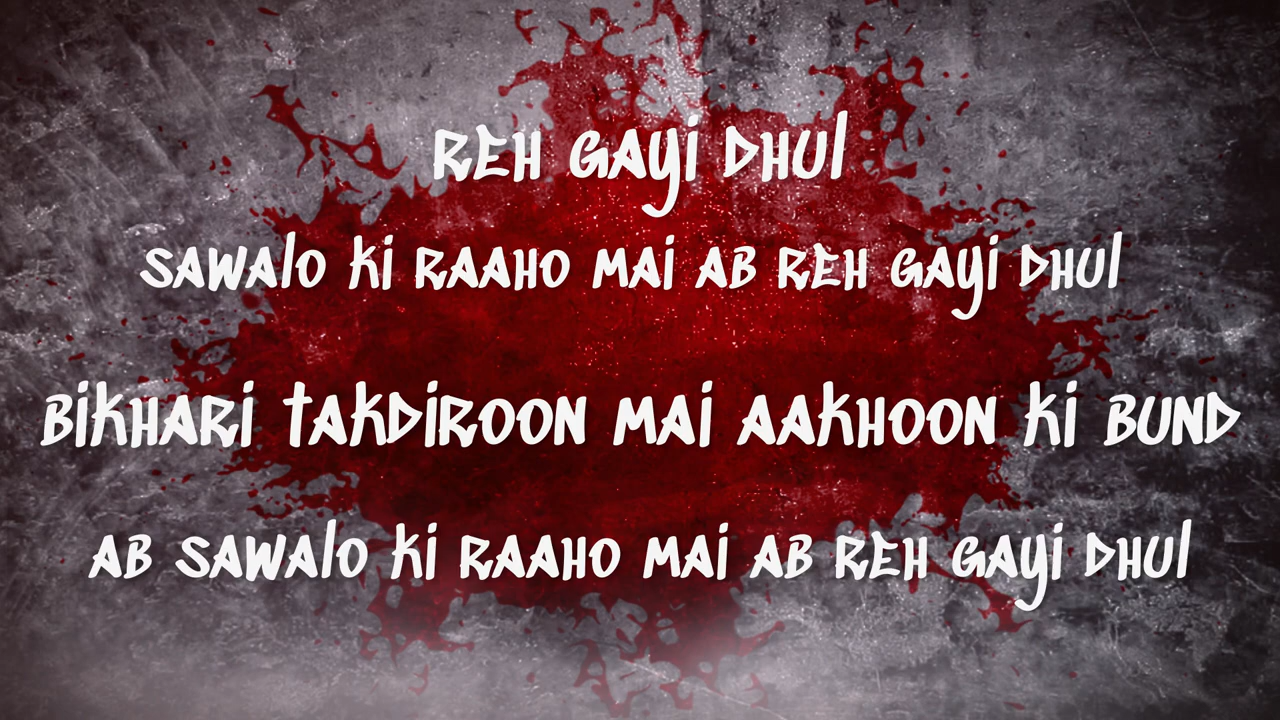 REH GAYi DHUl
SAWAlO Ki RAAHO MAi AB REH GAYi DHUl
BiKHARi TAKDiROON MAi AAKHOON Ki BUND
AB SAWAlO Ki RAAHO MAi AB REH GAYi DHUl